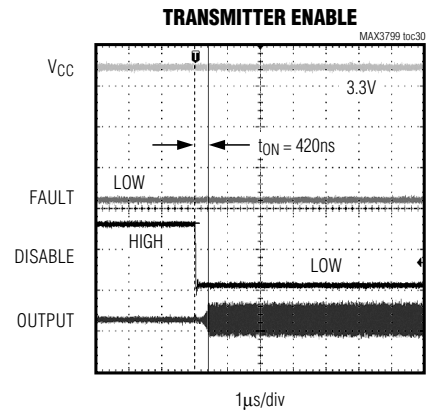 TRANSMITTER ENABLE
MAX3799 toc30
T
VCC
3.3V
tON = 420ns
LOW
FAULT
HIGH
DISABLE
LOW
OUTPUT
1μs/div